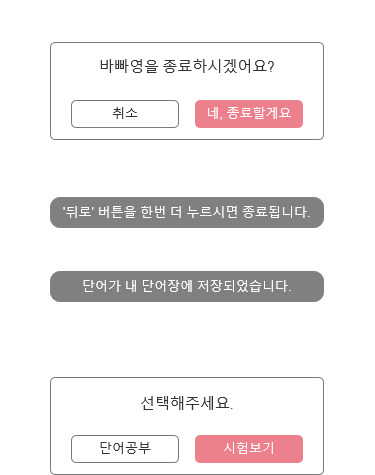 바빠영을 종료하시겠어요?
취소
네, 종료할게요
'뒤로' 버튼을 한번 더 누르시면 종료됩니다.
단어가 내 단어장에 저장되었습니다.
선택해주세요.
단어공부
시험보기